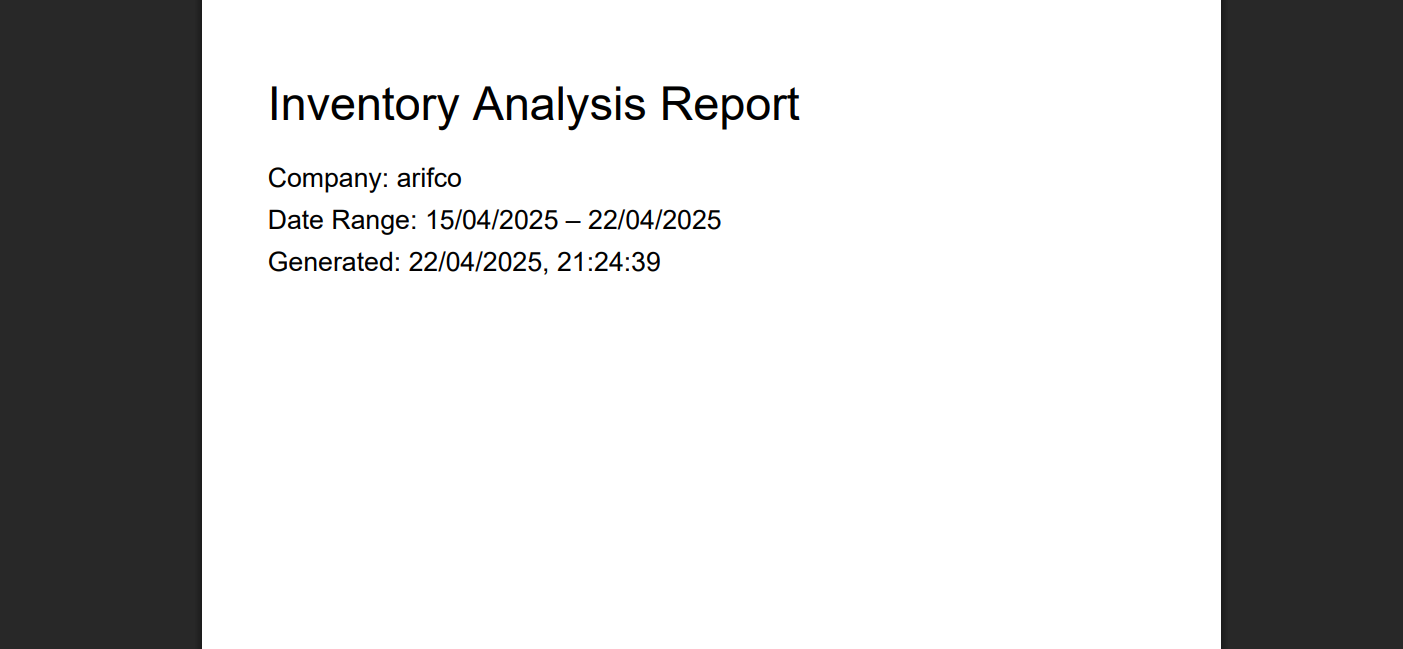 Inventory Analysis Report
Company: arifco
Date Range: 15/04/2025 – 22/04/2025
Generated: 22/04/2025, 21:24:39